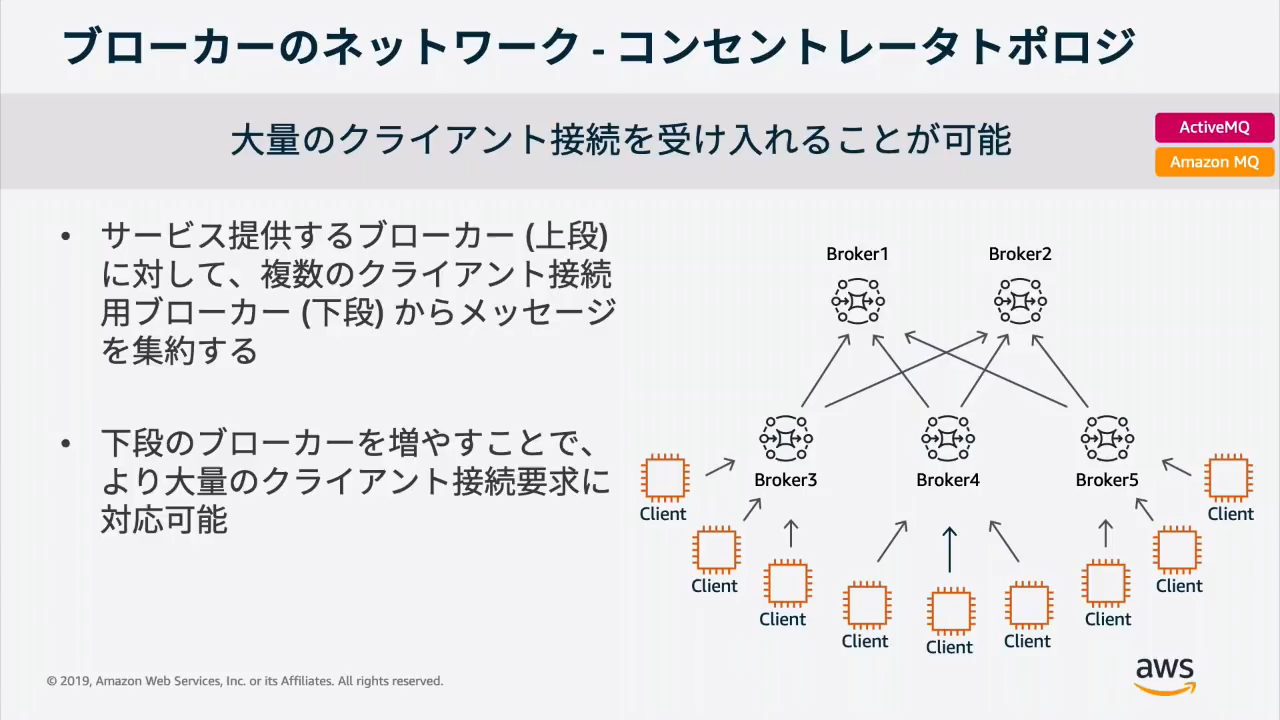 ブローカーのネットワーク - コンセントレータトポロジ
大量のクライアント接続を受け入れることが可能
ActiveMQ
Amazon MQ
• サービス提供するブローカー (上段)
に対して、複数のクライアント接続
用ブローカー (下段) からメッセージ
を集約する
• 下段のブローカーを増やすことで、
より大量のクライアント接続要求に
対応可能
Broker1
Broker2
Broker3
Broker4
Broker5
Client
Client
Client
Client
Client
Client
Client
Client
Client
© 2019, Amazon Web Services, Inc. or its Affiliates. All rights reserved.
aws